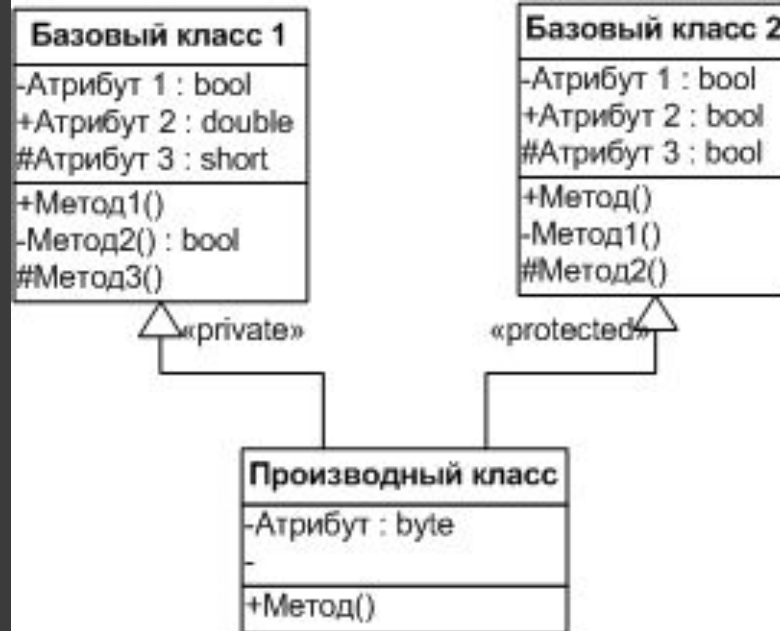 Базовый класс 1
-Атрибут 1 : bool
+Атрибут 2 : double
#Атрибут 3 : short
+Метод1()
-Метод2() : bool
#Метод3()
Базовый класс 2
-Атрибут 1 : bool
+Атрибут 2 : bool
#Атрибут 3 : bool
+Метод()
-Метод1()
#Метод2()
«private»
«protected»
Производный класс
-Атрибут : byte
-
+Метод()